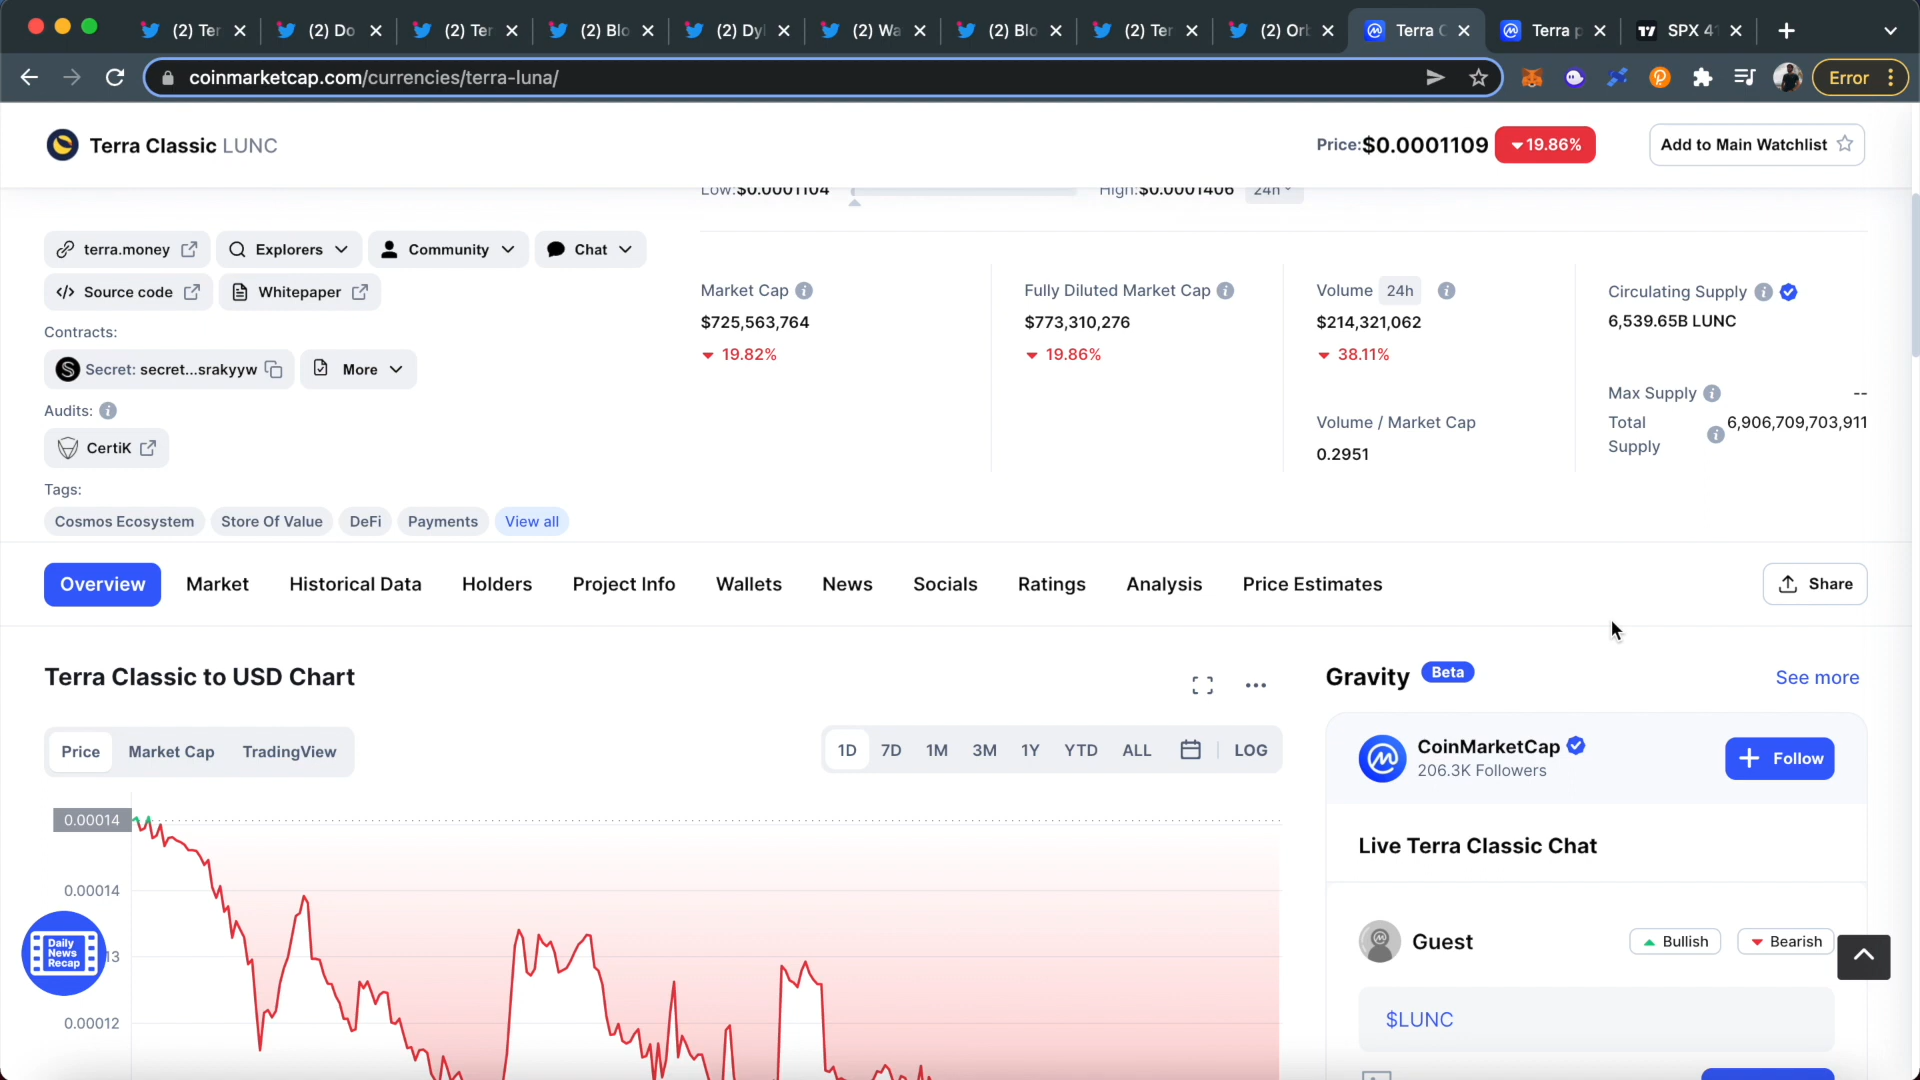 (2) Ter
(2) Do
(2) Ter
(2) Blo
(2) Dyl
(2) Wa
(2) Blo
(2) Ter
(2) Orb
Terra C
Terra p
SPX 41
coinmarketcap.com/currencies/terra-luna/
Error
Terra Classic LUNC
Price:$0.0001109
19.86%
Add to Main Watchlist
Low:$0.0001104
High:$0.0001406
24h
terra.money
Explorers
Community
Chat
Source code
Whitepaper
Contracts:
Secret: secret...srakyyw
More
Audits:
CertiK
Tags:
Cosmos Ecosystem
Store Of Value
DeFi
Payments
View all
Market Cap
$725,563,764
19.82%
Fully Diluted Market Cap
$773,310,276
19.86%
Volume 24h
$214,321,062
38.11%
Volume / Market Cap
0.2951
Circulating Supply
6,539.65B LUNC
Max Supply --
Total Supply
6,906,709,703,911
Overview
Market
Historical Data
Holders
Project Info
Wallets
News
Socials
Ratings
Analysis
Price Estimates
Share
Terra Classic to USD Chart
Price
Market Cap
TradingView
1D
7D
1M
3M
1Y
YTD
ALL
LOG
0.00014
0.00014
13
0.00012
Daily
News
Recap
Gravity
Beta
See more
CoinMarketCap
206.3K Followers
Follow
Live Terra Classic Chat
Guest
Bullish
Bearish
$LUNC